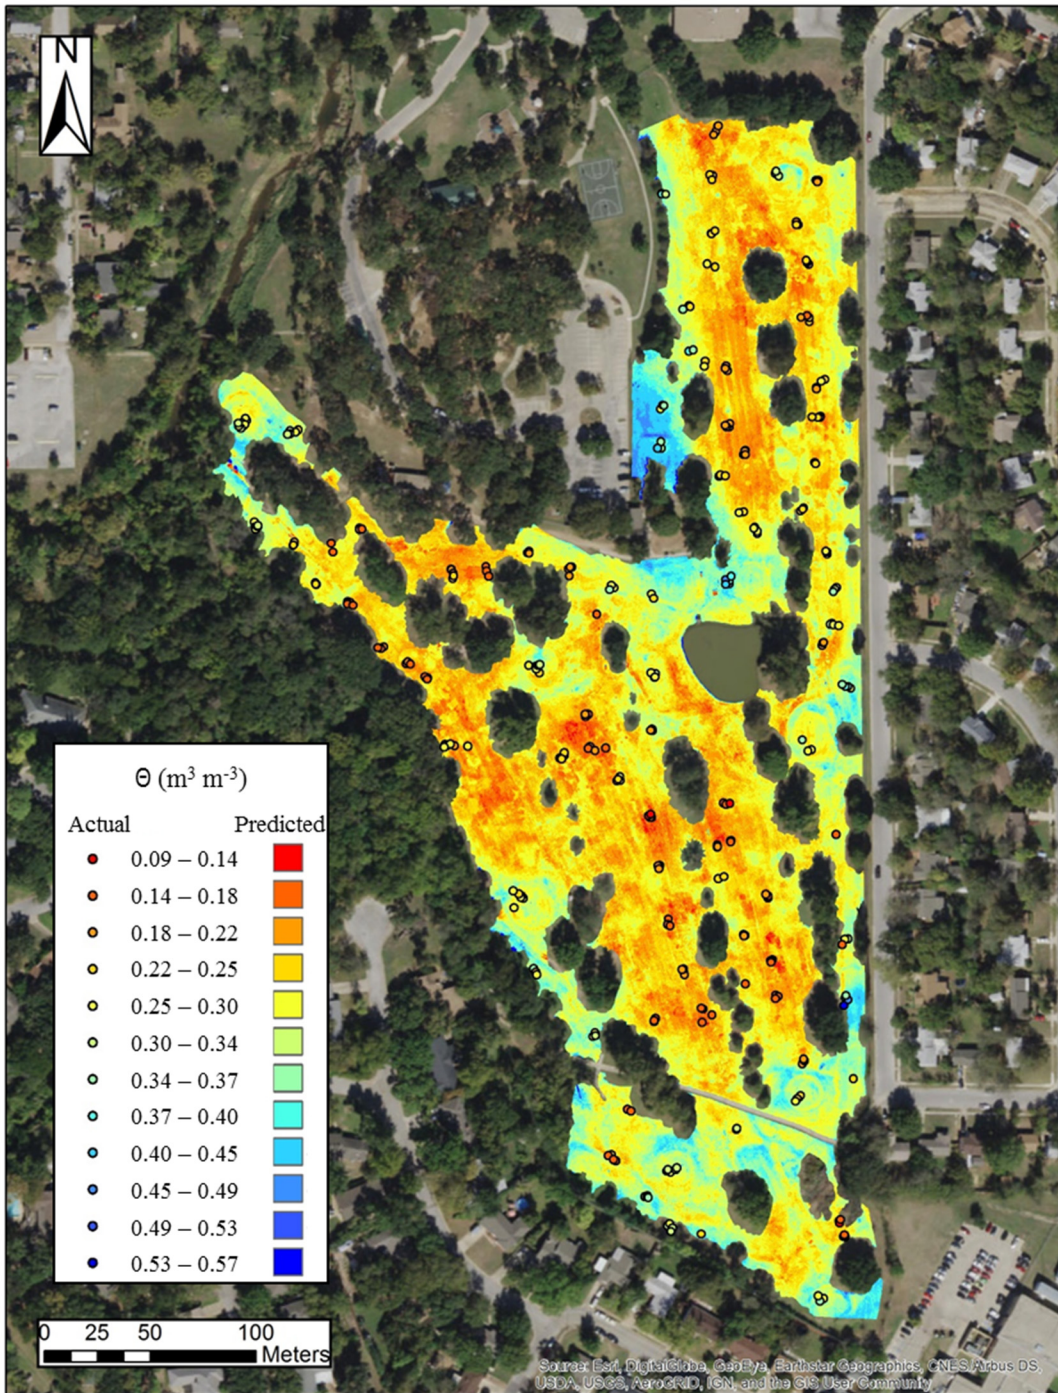 N
Θ (m³ m⁻³)
Actual Predicted
0.09 – 0.14
0.14 – 0.18
0.18 – 0.22
0.22 – 0.25
0.25 – 0.30
0.30 – 0.34
0.34 – 0.37
0.37 – 0.40
0.40 – 0.45
0.45 – 0.49
0.49 – 0.53
0.53 – 0.57
0 25 50 100
Meters
Source: Esri, DigitalGlobe, GeoEye, Earthstar Geographics, CNES/Airbus DS,
USDA, USGS, AeroGRID, IGN, and the GIS User Community